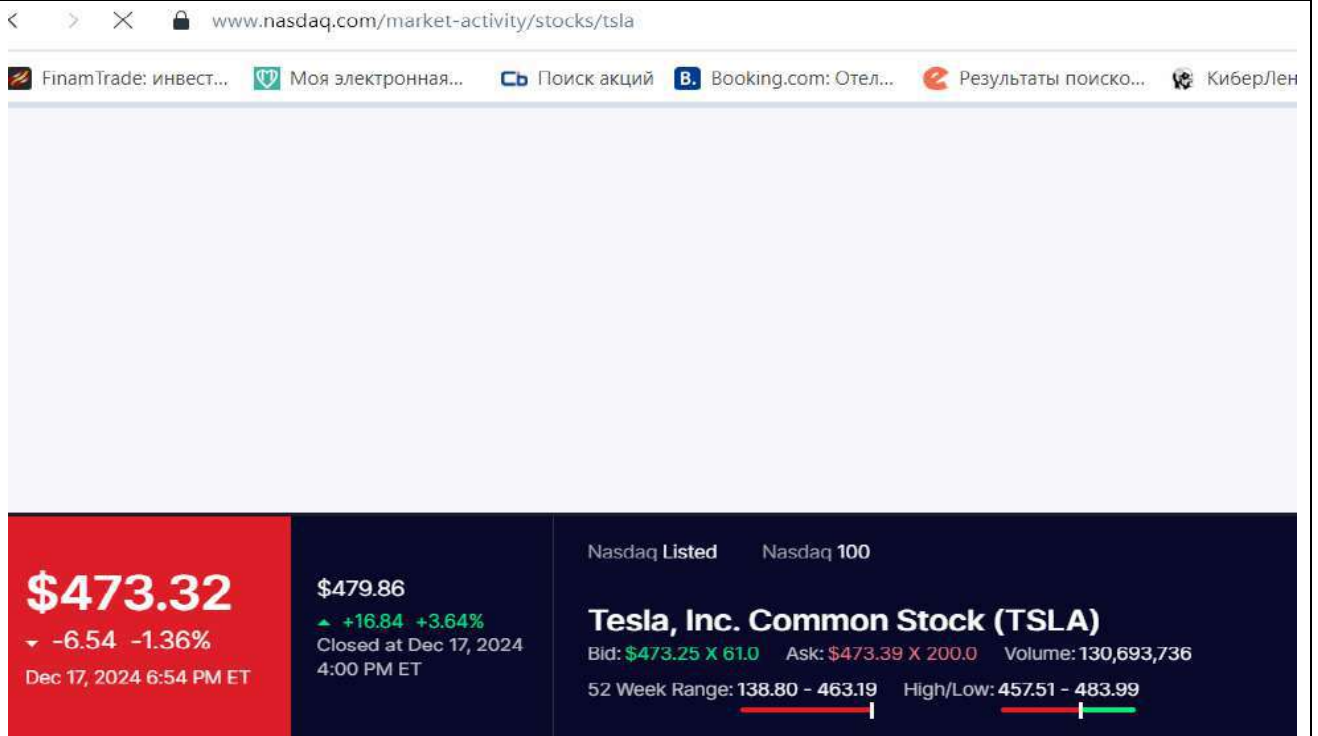 www.nasdaq.com/market-activity/stocks/tsla
FinamTrade: инвест... Моя электронная... Сь Поиск акций B. Booking.com: Отел... Результаты поиско... КиберЛен
$473.32
-6.54 -1.36%
Dec 17, 2024 6:54 PM ET
$479.86
+16.84 +3.64%
Closed at Dec 17, 2024
4:00 PM ET
Nasdaq Listed Nasdaq 100
Tesla, Inc. Common Stock (TSLA)
Bid: $473.25 X 61.0 Ask: $473.39 X 200.0 Volume: 130,693,736
52 Week Range: 138.80 - 463.19 High/Low: 457.51 - 483.99